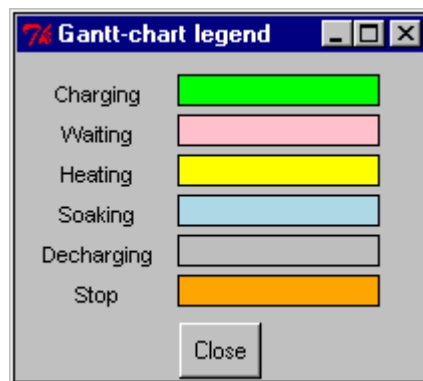 Gantt-chart legend
Charging
Waiting
Heating
Soaking
Decharging
Stop
Close